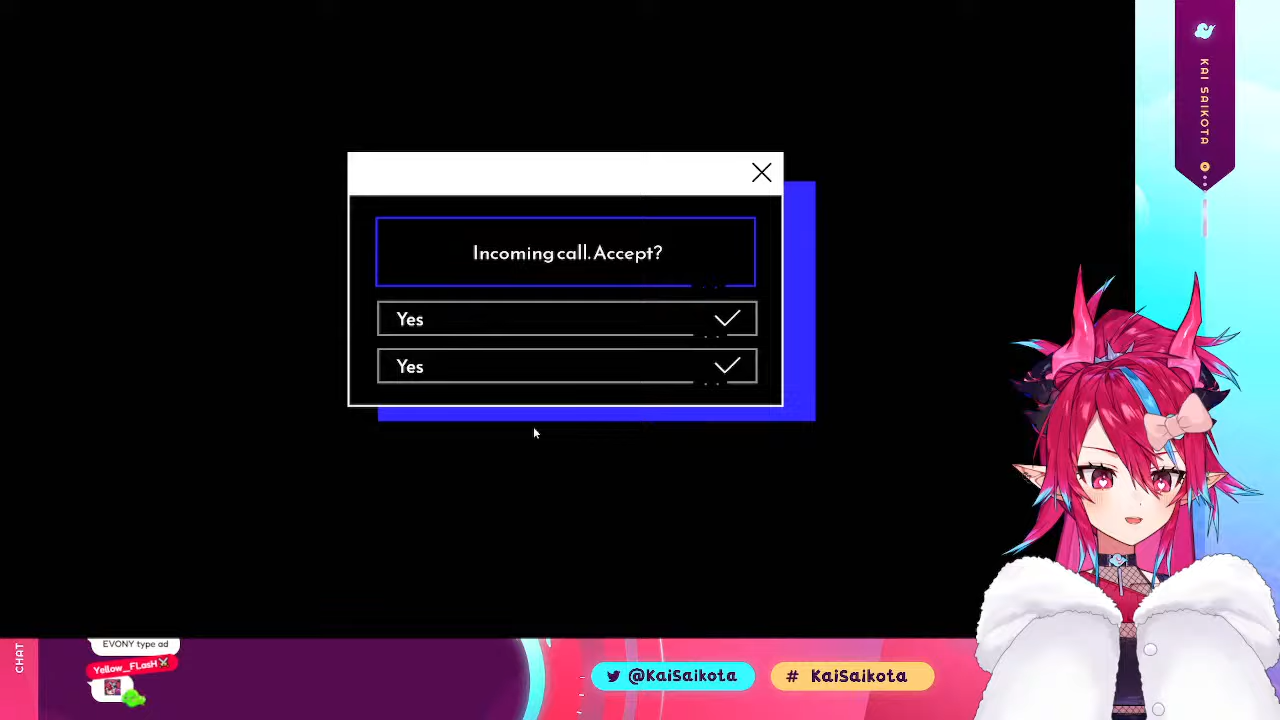 KAI SAIKOTA
Incoming call. Accept?
Yes
Yes
CHAT
EVONY type ad
Yellow_FLasH
@KaiSaikota
# KaiSaikota